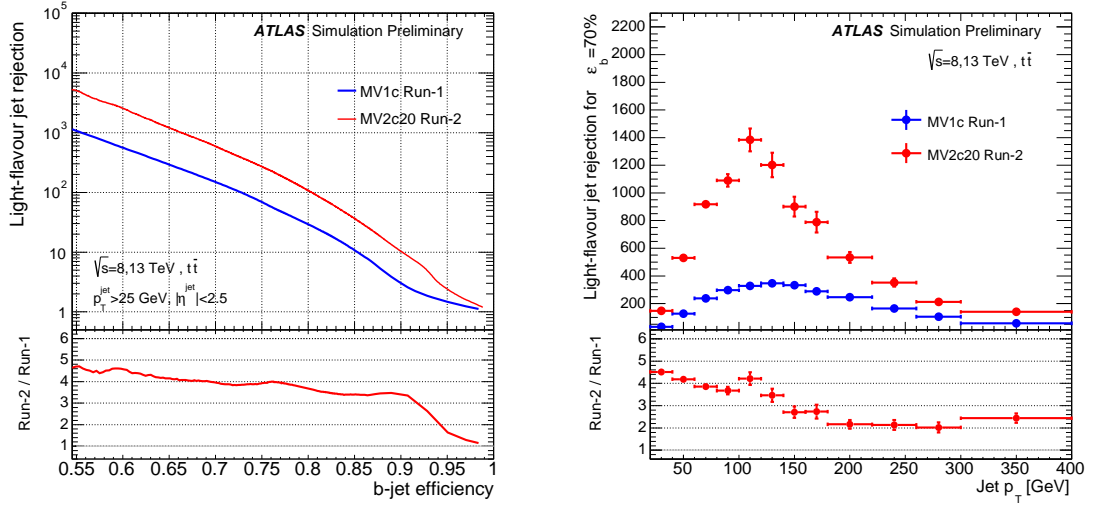 Light-flavour jet rejection
10^5
10^4
10^3
10^2
10
1
ATLAS Simulation Preliminary
MV1c Run-1
MV2c20 Run-2
√s=8,13 TeV , t t̄
p_T^jet>25 GeV, |η^jet|<2.5
Run-2 / Run-1
6
5
4
3
2
1
0.55 0.6 0.65 0.7 0.75 0.8 0.85 0.9 0.95 1
b-jet efficiency
Light-flavour jet rejection for ε_b=70%
2200
2000
1800
1600
1400
1200
1000
800
600
400
200
ATLAS Simulation Preliminary
√s=8,13 TeV , t t̄
MV1c Run-1
MV2c20 Run-2
Run-2 / Run-1
6
5
4
3
2
1
50 100 150 200 250 300 350 400
Jet p_T [GeV]